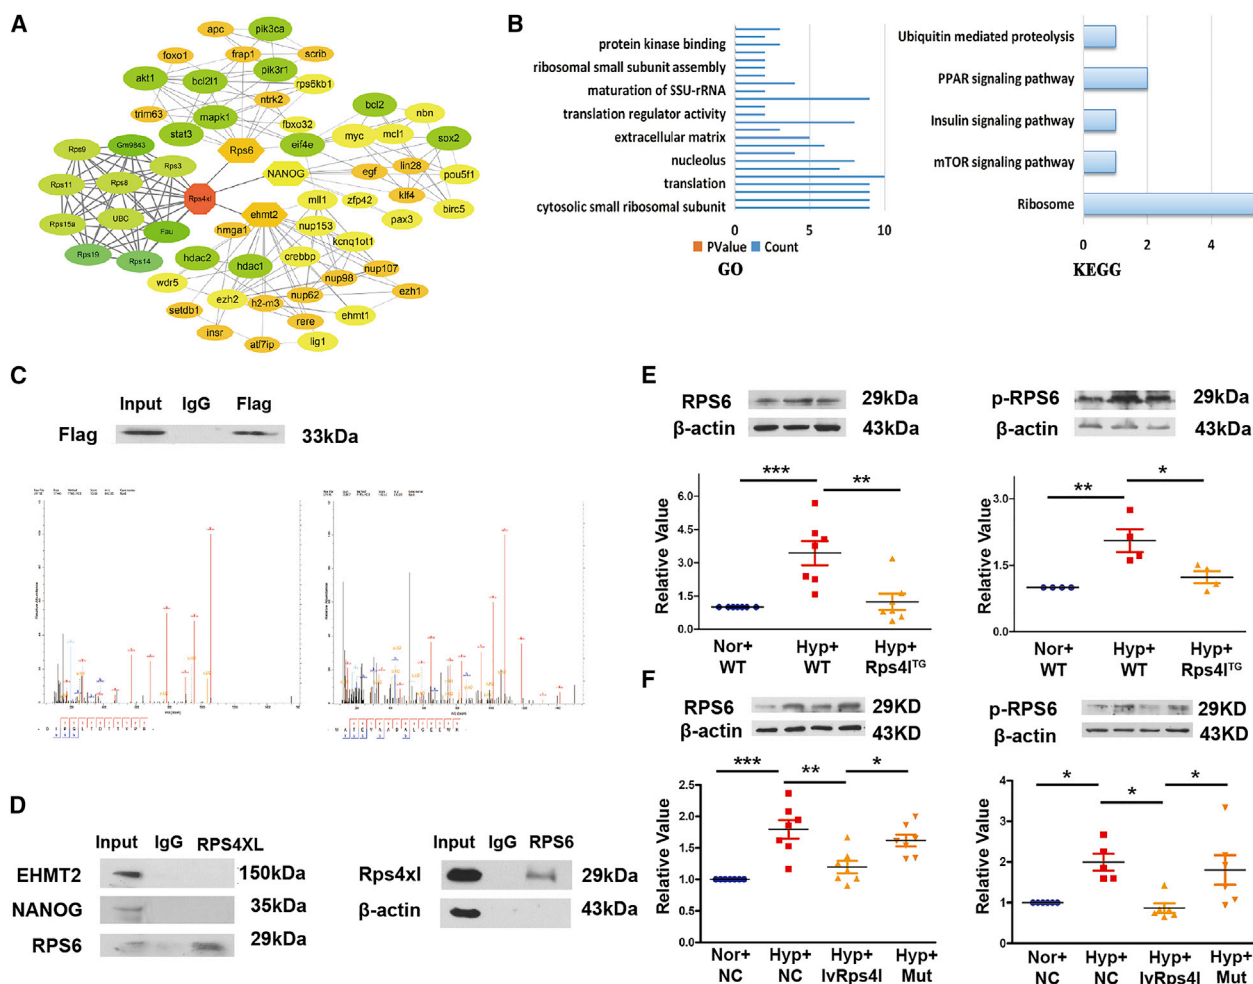 A
apc
pik3ca
foxo1
frap1
scrib
akt1
bcl2l1
pik3r1
rps6kb1
trim63
ntrk2
mapk1
stat3
fbxo32
bcl2
nbn
myc
mcl1
sox2
eif4e
Rps6
NANOG
egf
lin28
pou5f1
klf4
birc5
zfp42
pax3
Rps9
Gm9843
Rps3
Rps11
Rps8
Rps4xl
UBC
Rps15a
Fau
Rps19
Rps14
ehmt2
mll1
hmga1
nup153
kcnq1ot1
hdac2
hdac1
crebbp
nup107
nup98
wdr5
ezh2
h2-m3
nup62
ezh1
setdb1
rere
ehmt1
insr
atf7ip
lig1
B
protein kinase binding
ribosomal small subunit assembly
maturation of SSU-rRNA
translation regulator activity
extracellular matrix
nucleolus
translation
cytosolic small ribosomal subunit
0 5 10
PValue Count
GO
Ubiquitin mediated proteolysis
PPAR signaling pathway
Insulin signaling pathway
mTOR signaling pathway
Ribosome
0 2 4
KEGG
C
Input IgG Flag
Flag 33kDa
D
Input IgG RPS4XL
EHMT2 150kDa
NANOG 35kDa
RPS6 29kDa
Input IgG RPS6
Rps4xl 29kDa
β-actin 43kDa
E
RPS6 29kDa
β-actin 43kDa
*** **
Relative Value
6.0
4.5
3.0
1.5
0.0
Nor+ WT Hyp+ WT Hyp+ Rps4lTG
p-RPS6 29kDa
β-actin 43kDa
** *
Relative Value
3.0
1.5
0.0
Nor+ WT Hyp+ WT Hyp+ Rps4lTG
F
RPS6 29KD
β-actin 43KD
*** ** *
Relative Value
2.5
2.0
1.5
1.0
0.5
0.0
Nor+ NC Hyp+ NC Hyp+ lvRps4l Hyp+ Mut
p-RPS6 29KD
β-actin 43KD
* * *
Relative Value
4
3
2
1
0
Nor+ NC Hyp+ NC Hyp+ lvRps4l Hyp+ Mut